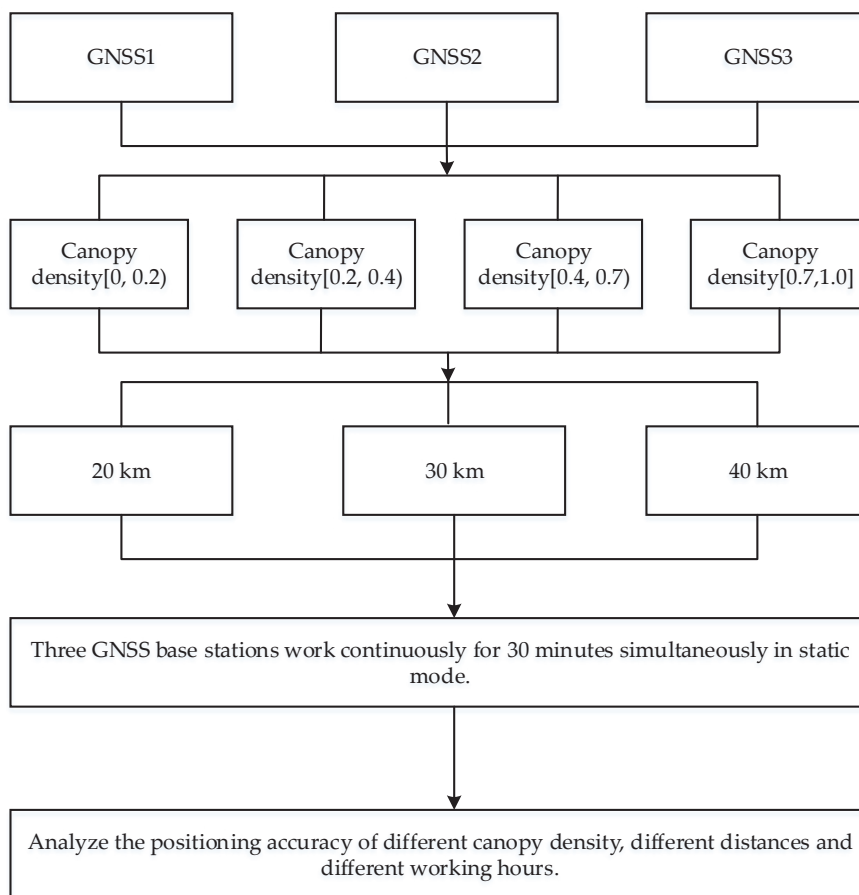 GNSS1
GNSS2
GNSS3
Canopy
density[0, 0.2)
Canopy
density[0.2, 0.4)
Canopy
density[0.4, 0.7)
Canopy
density[0.7,1.0]
20 km
30 km
40 km
Three GNSS base stations work continuously for 30 minutes simultaneously in static
mode.
Analyze the positioning accuracy of different canopy density, different distances and
different working hours.